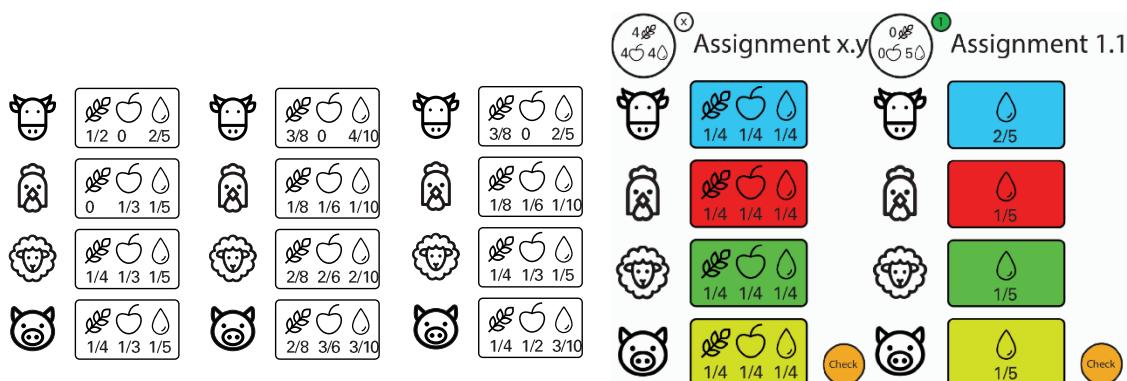 1/2 0 2/5
0 1/3 1/5
1/4 1/3 1/5
1/4 1/3 1/5
3/8 0 4/10
1/8 1/6 1/10
2/8 2/6 2/10
2/8 3/6 3/10
3/8 0 2/5
1/8 1/6 1/10
1/4 1/3 1/5
1/4 1/2 3/10
4
4 4
x
Assignment x.y
1/4 1/4 1/4
1/4 1/4 1/4
1/4 1/4 1/4
1/4 1/4 1/4
Check
0
0 5
1
Assignment 1.1
2/5
1/5
1/5
1/5
Check